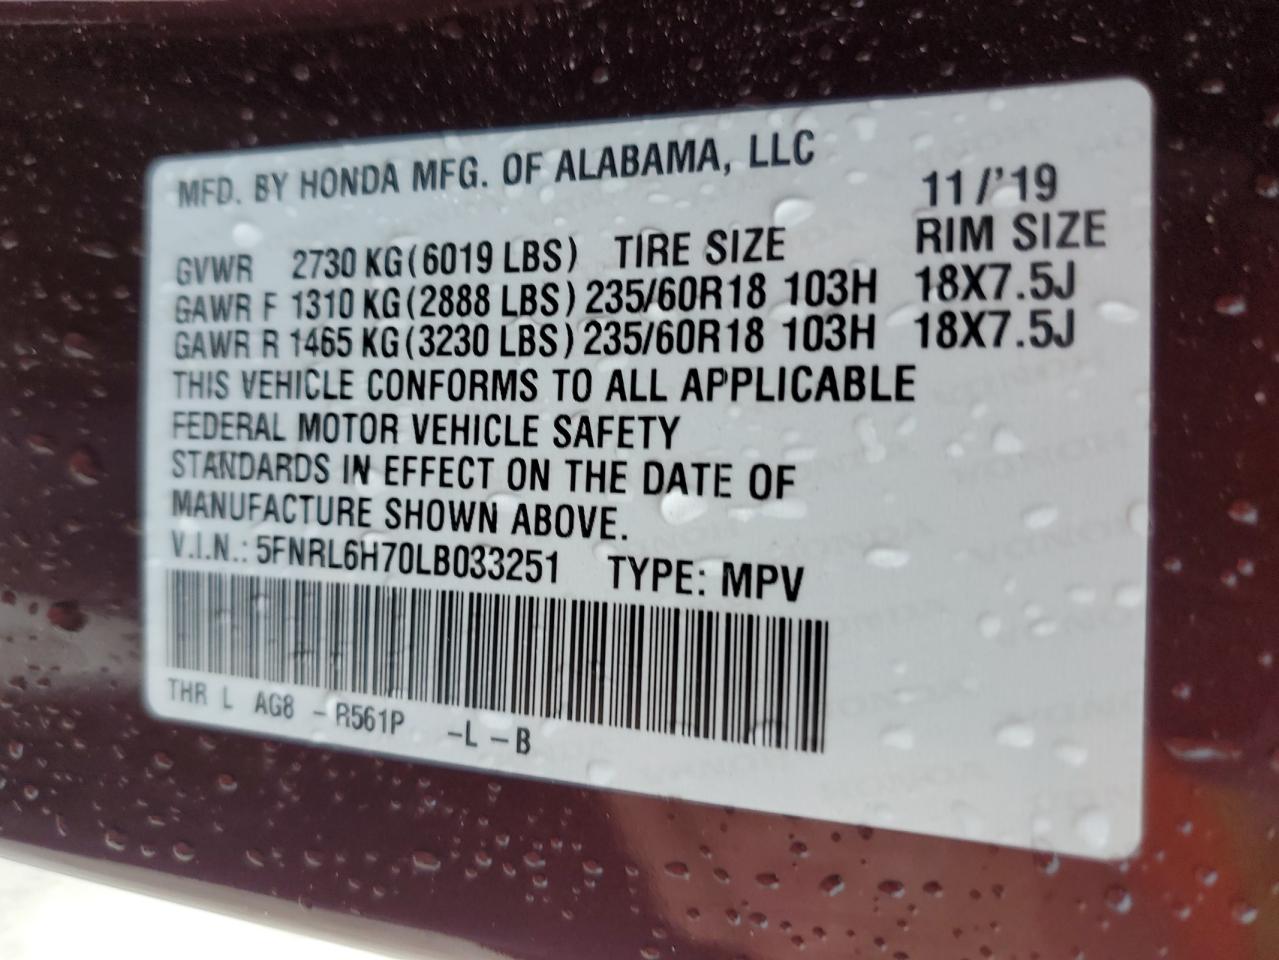 MFD. BY HONDA MFG. OF ALABAMA, LLC 11/'19
GVWR 2730 KG (6019 LBS) TIRE SIZE RIM SIZE
GAWR F 1310 KG (2888 LBS) 235/60R18 103H 18X7.5J
GAWR R 1465 KG (3230 LBS) 235/60R18 103H 18X7.5J
THIS VEHICLE CONFORMS TO ALL APPLICABLE
FEDERAL MOTOR VEHICLE SAFETY
STANDARDS IN EFFECT ON THE DATE OF
MANUFACTURE SHOWN ABOVE.
V.I.N.: 5FNRL6H70LB033251 TYPE: MPV
THR L AG8 - R561P -L - B